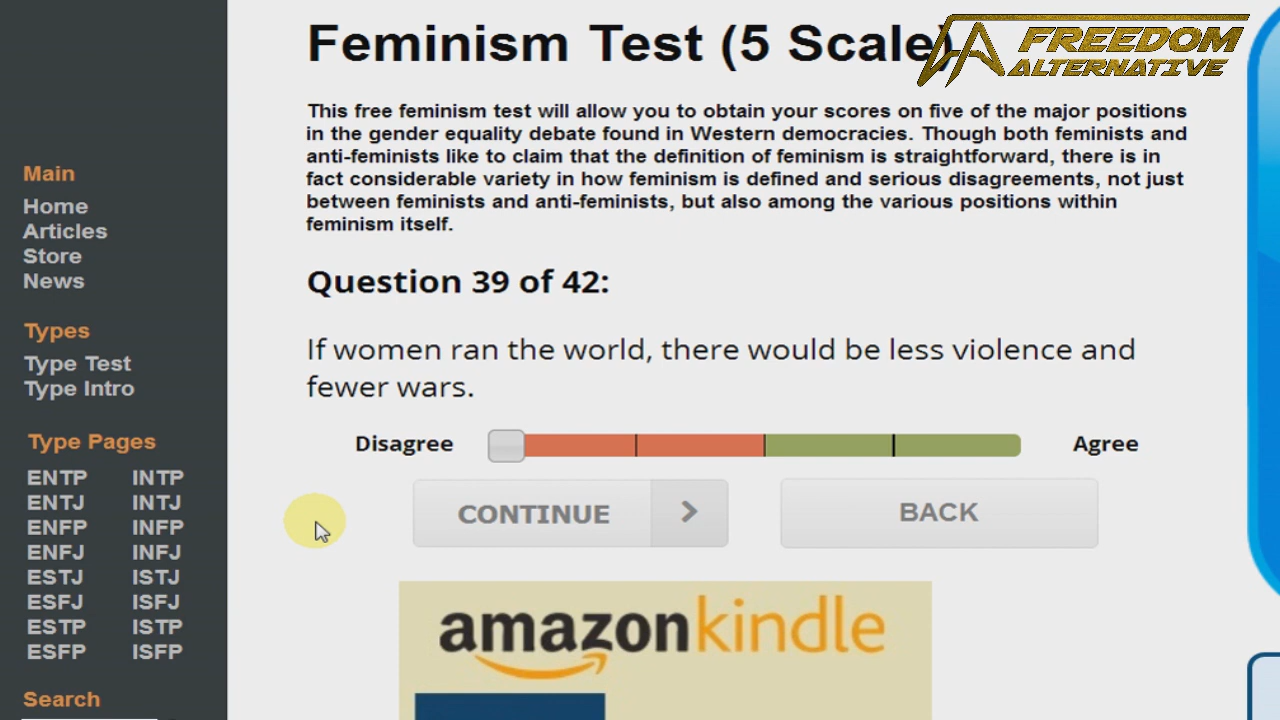 Feminism Test (5 Scale)
FREEDOM
ALTERNATIVE
This free feminism test will allow you to obtain your scores on five of the major positions
in the gender equality debate found in Western democracies. Though both feminists and
anti-feminists like to claim that the definition of feminism is straightforward, there is in
fact considerable variety in how feminism is defined and serious disagreements, not just
between feminists and anti-feminists, but also among the various positions within
feminism itself.
Main
Home
Articles
Store
News
Types
Type Test
Type Intro
Type Pages
ENTP INTP
ENTJ INTJ
ENFP INFP
ENFJ INFJ
ESTJ ISTJ
ESFJ ISFJ
ESTP ISTP
ESFP ISFP
Search
Question 39 of 42:
If women ran the world, there would be less violence and
fewer wars.
Disagree Agree
CONTINUE > BACK
amazonkindle